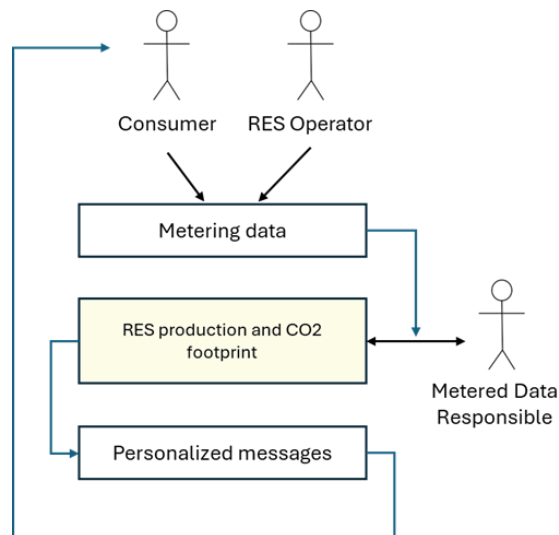 Consumer
RES Operator
Metering data
RES production and CO2
footprint
Metered Data
Responsible
Personalized messages